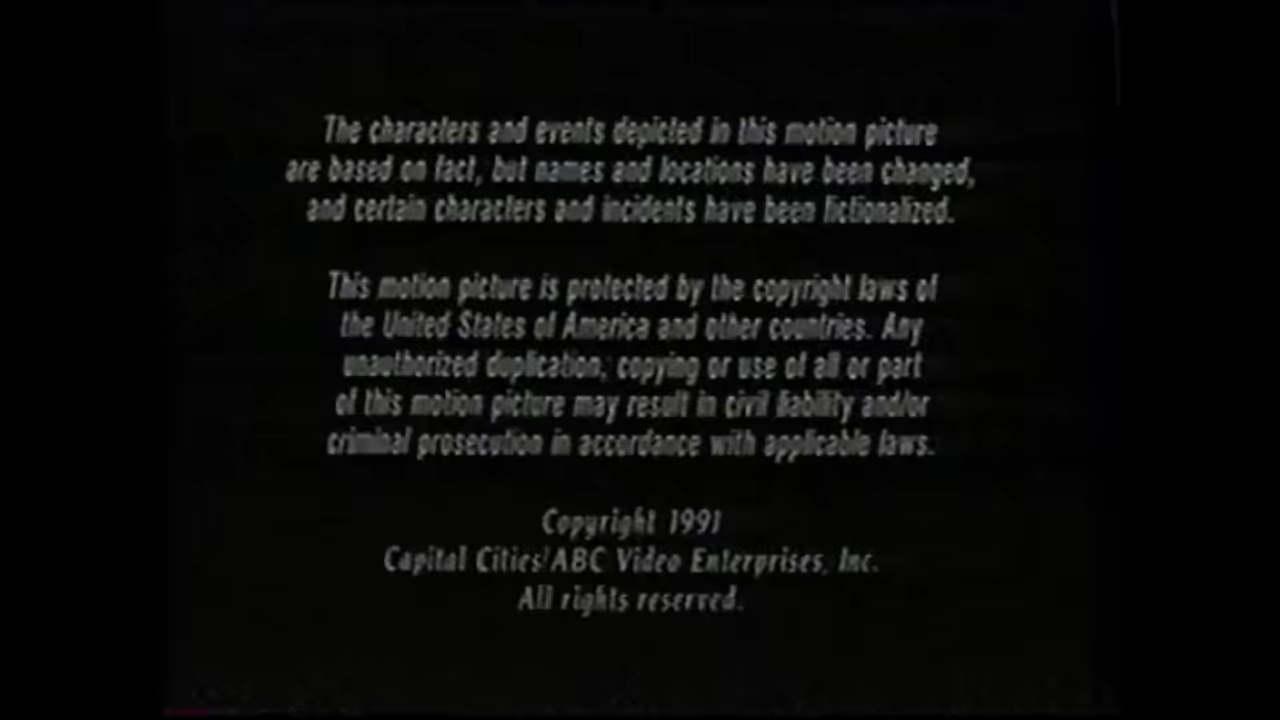 The characters and events depicted in this motion picture
are based on fact, but names and locations have been changed,
and certain characters and incidents have been fictionalized.
This motion picture is protected by the copyright laws of
the United States of America and other countries. Any
unauthorized duplication, copying or use of all or part
of this motion picture may result in civil liability and/or
criminal prosecution in accordance with applicable laws.
Copyright 1991
Capital Cities/ABC Video Enterprises, Inc.
All rights reserved.